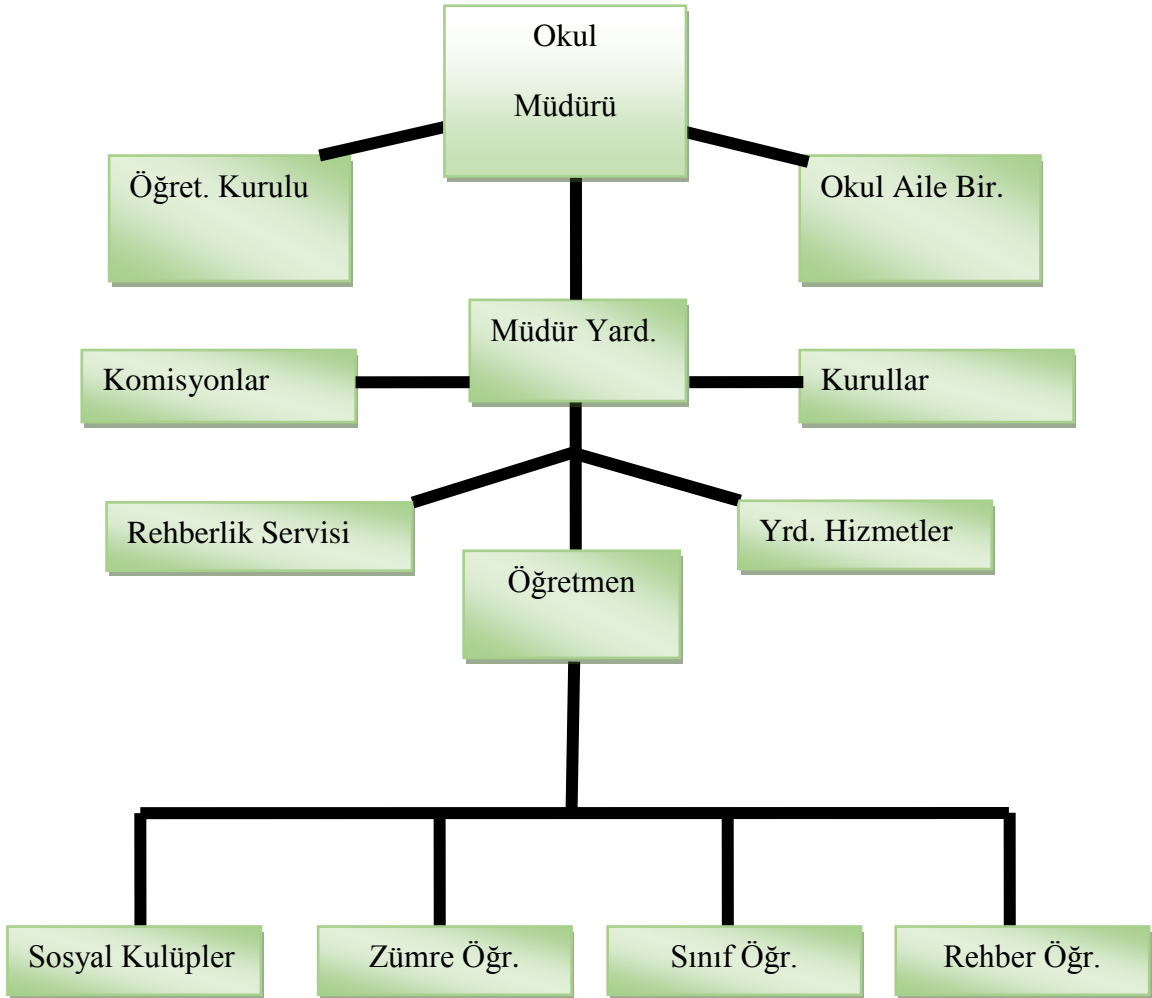 Okul
Müdürü
Öğret. Kurulu
Okul Aile Bir.
Müdür Yard.
Komisyonlar
Kurullar
Rehberlik Servisi
Yrd. Hizmetler
Öğretmen
Sosyal Kulüpler
Zümre Öğr.
Sınıf Öğr.
Rehber Öğr.